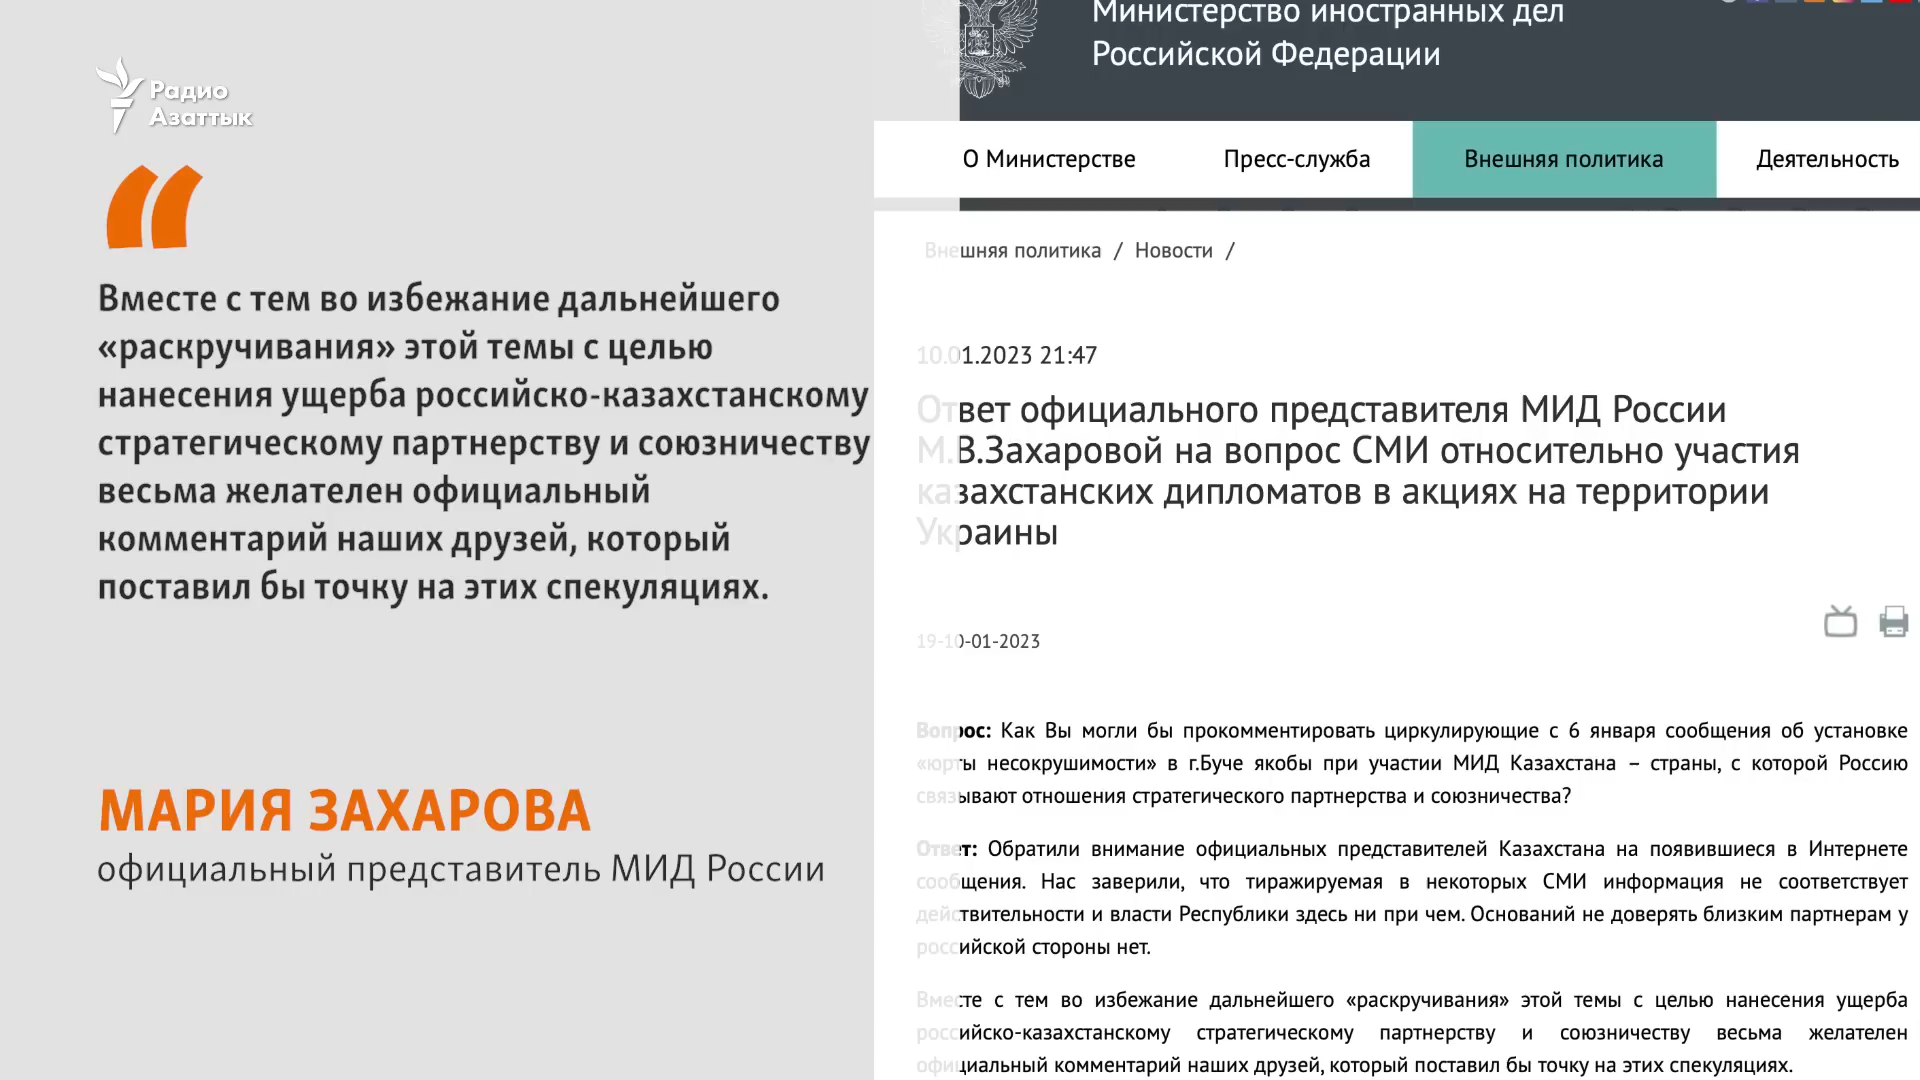 Радио
Азаттык
Вместе с тем во избежание дальнейшего
«раскручивания» этой темы с целью
нанесения ущерба российско-казахстанскому
стратегическому партнерству и союзничеству
весьма желателен официальный
комментарий наших друзей, который
поставил бы точку на этих спекуляциях.
МАРИЯ ЗАХАРОВА
официальный представитель МИД России
Министерство иностранных дел
Российской Федерации
О Министерстве Пресс-служба Внешняя политика Деятельность
Внешняя политика / Новости /
10.01.2023 21:47
Ответ официального представителя МИД России
М.В.Захаровой на вопрос СМИ относительно участия
казахстанских дипломатов в акциях на территории
Украины
19-10-01-2023
Вопрос: Как Вы могли бы прокомментировать циркулирующие с 6 января сообщения об установке
«юрты несокрушимости» в г.Буче якобы при участии МИД Казахстана – страны, с которой Россию
связывают отношения стратегического партнерства и союзничества?
Ответ: Обратили внимание официальных представителей Казахстана на появившиеся в Интернете
сообщения. Нас заверили, что тиражируемая в некоторых СМИ информация не соответствует
действительности и власти Республики здесь ни при чем. Оснований не доверять близким партнерам у
российской стороны нет.
Вместе с тем во избежание дальнейшего «раскручивания» этой темы с целью нанесения ущерба
российско-казахстанскому стратегическому партнерству и союзничеству весьма желателен
официальный комментарий наших друзей, который поставил бы точку на этих спекуляциях.